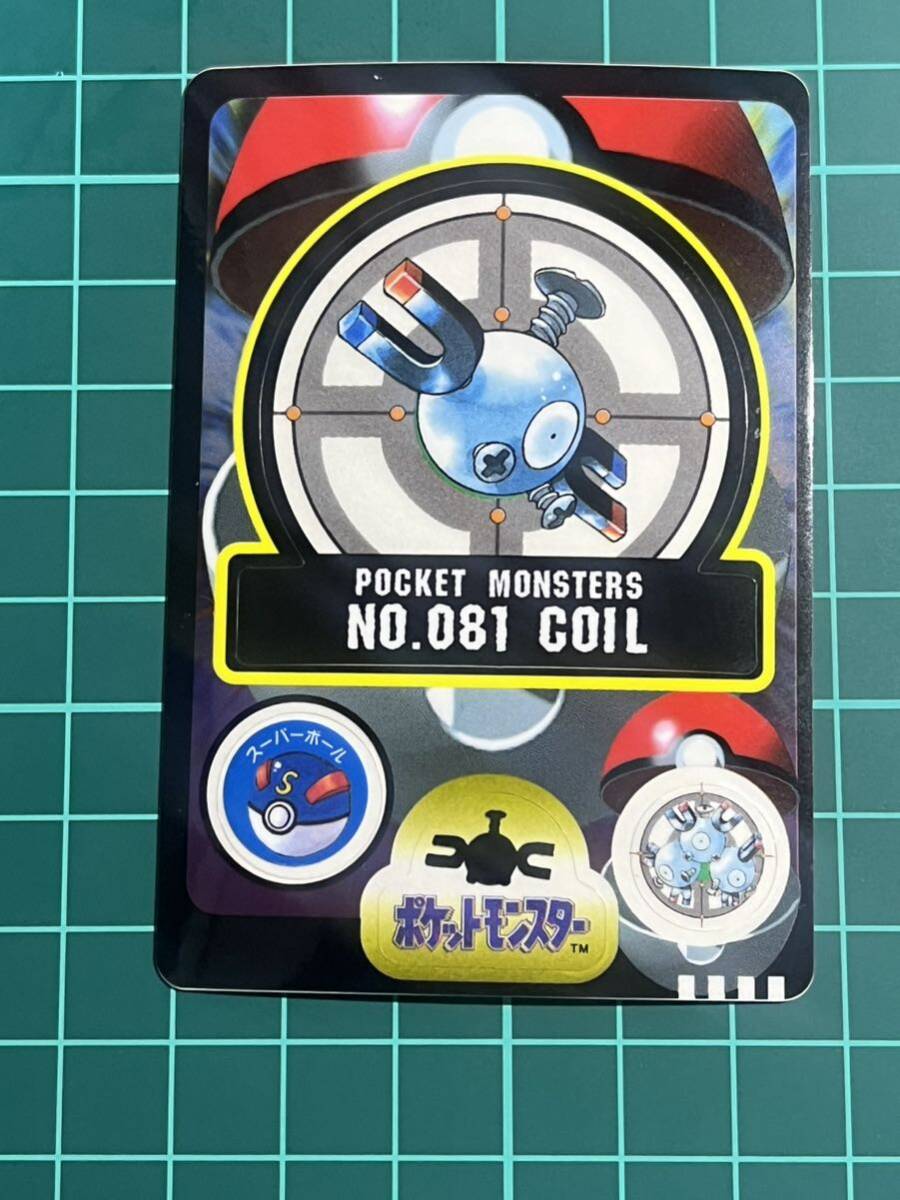 POCKET MONSTERS
NO.081 COIL
スーパーボール
S
ポケットモンスター
TM